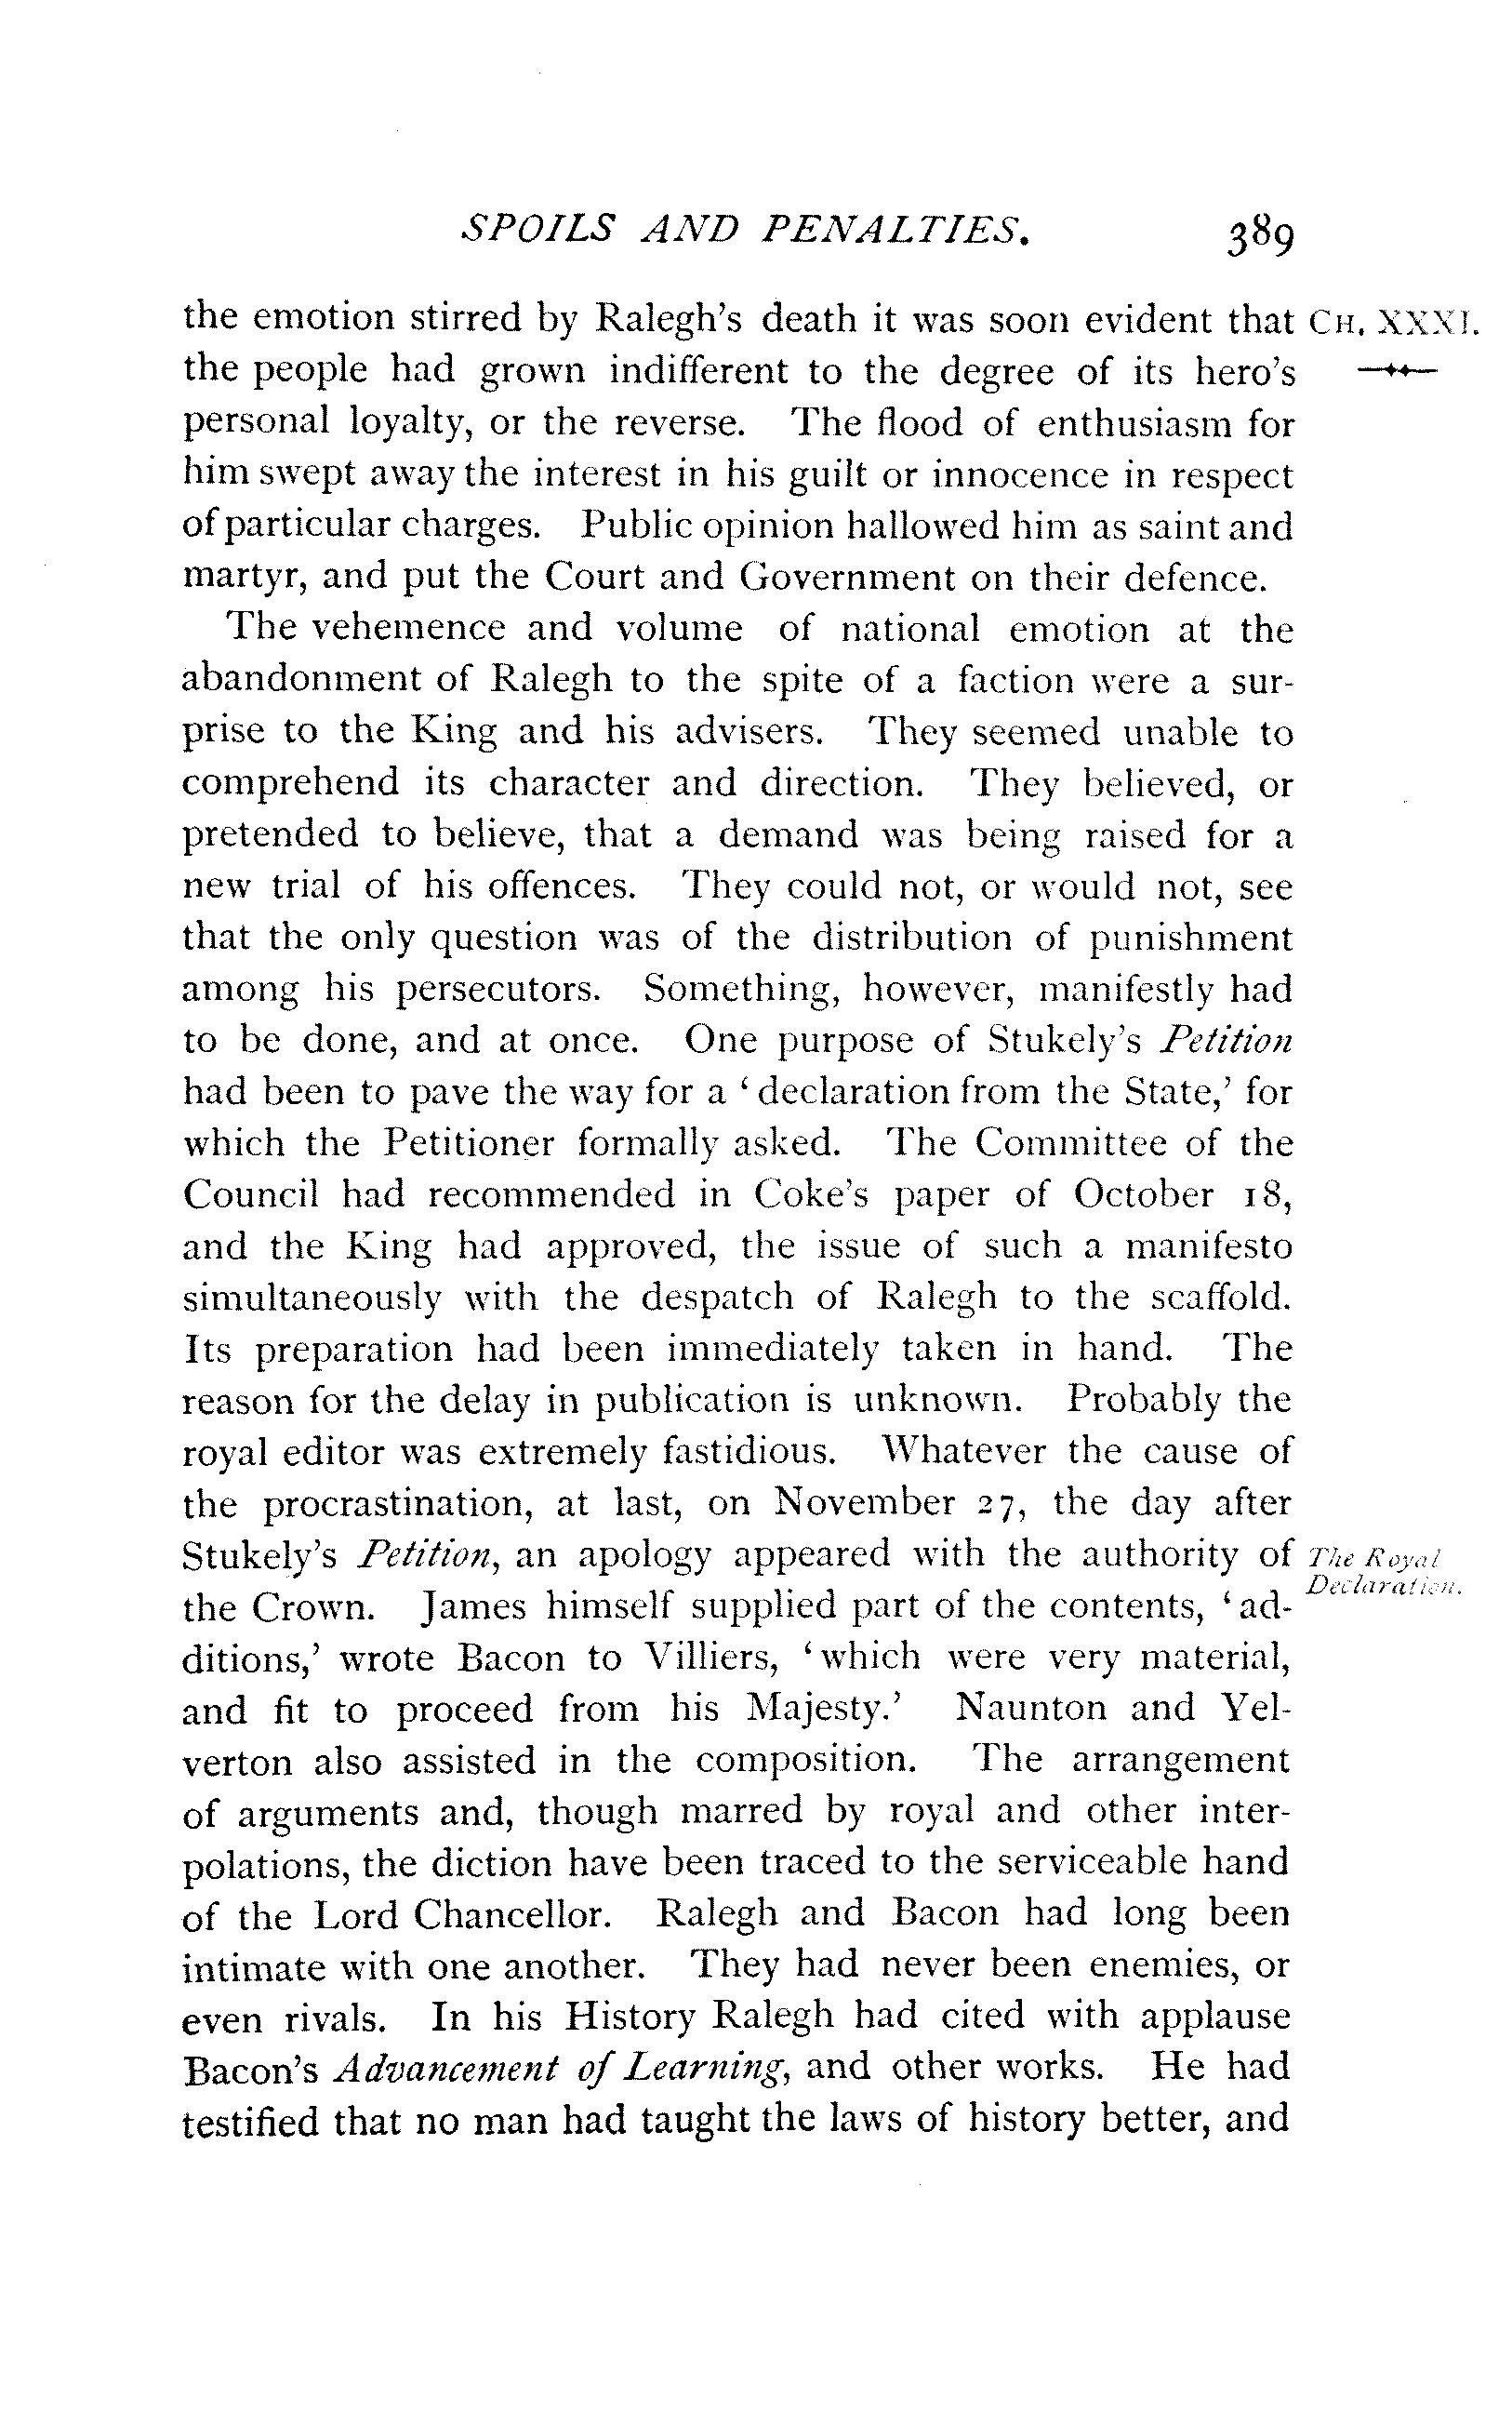 SPOILS AND PENALTIES. 389
the emotion stirred by Ralegh's death it was soon evident that CH. XXXI.
the people had grown indifferent to the degree of its hero's
personal loyalty, or the reverse. The flood of enthusiasm for
him swept away the interest in his guilt or innocence in respect
of particular charges. Public opinion hallowed him as saint and
martyr, and put the Court and Government on their defence.
The vehemence and volume of national emotion at the
abandonment of Ralegh to the spite of a faction were a sur-
prise to the King and his advisers. They seemed unable to
comprehend its character and direction. They believed, or
pretended to believe, that a demand was being raised for a
new trial of his offences. They could not, or would not, see
that the only question was of the distribution of punishment
among his persecutors. Something, however, manifestly had
to be done, and at once. One purpose of Stukely's Petition
had been to pave the way for a ‘declaration from the State,’ for
which the Petitioner formally asked. The Committee of the
Council had recommended in Coke's paper of October 18,
and the King had approved, the issue of such a manifesto
simultaneously with the despatch of Ralegh to the scaffold.
Its preparation had been immediately taken in hand. The
reason for the delay in publication is unknown. Probably the
royal editor was extremely fastidious. Whatever the cause of
the procrastination, at last, on November 27, the day after
Stukely's Petition, an apology appeared with the authority of The Royal
the Crown. James himself supplied part of the contents, ‘ad- Declaration.
ditions,’ wrote Bacon to Villiers, ‘which were very material,
and fit to proceed from his Majesty.’ Naunton and Yel-
verton also assisted in the composition. The arrangement
of arguments and, though marred by royal and other inter-
polations, the diction have been traced to the serviceable hand
of the Lord Chancellor. Ralegh and Bacon had long been
intimate with one another. They had never been enemies, or
even rivals. In his History Ralegh had cited with applause
Bacon's Advancement of Learning, and other works. He had
testified that no man had taught the laws of history better, and